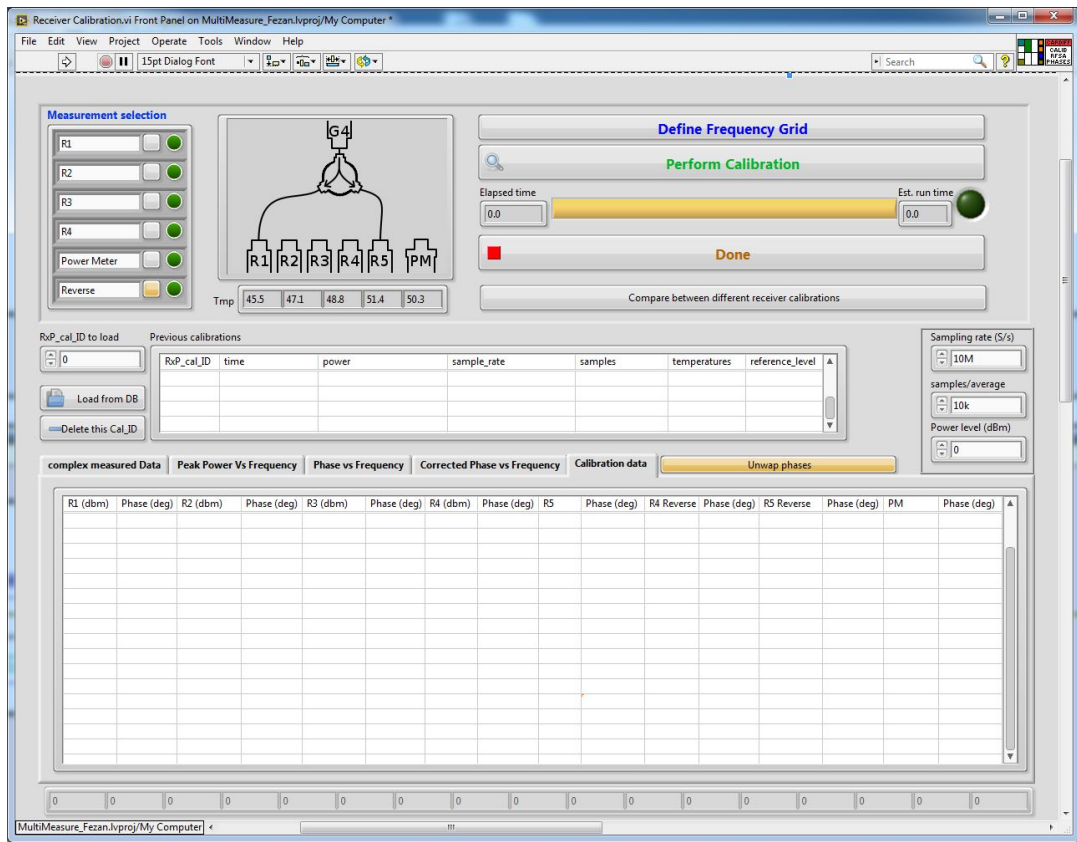 Receiver Calibration.vi Front Panel on MultiMeasure_Fezan.lvproj/My Computer *
File Edit View Project Operate Tools Window Help
15pt Dialog Font
Search
CALIB
RFSA
PHASES
Measurement selection
R1
R2
R3
R4
Power Meter
Reverse
G4
R1 R2 R3 R4 R5 PM
Tmp 45.5 47.1 48.8 51.4 50.3
Define Frequency Grid
Perform Calibration
Elapsed time Est. run time
0.0 0.0
Done
Compare between different receiver calibrations
RxP_cal_ID to load
0
Load from DB
Delete this Cal_ID
Previous calibrations
RxP_cal_ID time power sample_rate samples temperatures reference_level
Sampling rate (S/s)
10M
samples/average
10k
Power level (dBm)
0
complex measured Data Peak Power Vs Frequency Phase vs Frequency Corrected Phase vs Frequency Calibration data Unwap phases
R1 (dbm) Phase (deg) R2 (dbm) Phase (deg) R3 (dbm) Phase (deg) R4 (dbm) Phase (deg) R5 Phase (deg) R4 Reverse Phase (deg) R5 Reverse Phase (deg) PM Phase (deg)
0 0 0 0 0 0 0 0 0 0 0 0 0 0 0 0 0
MultiMeasure_Fezan.lvproj/My Computer